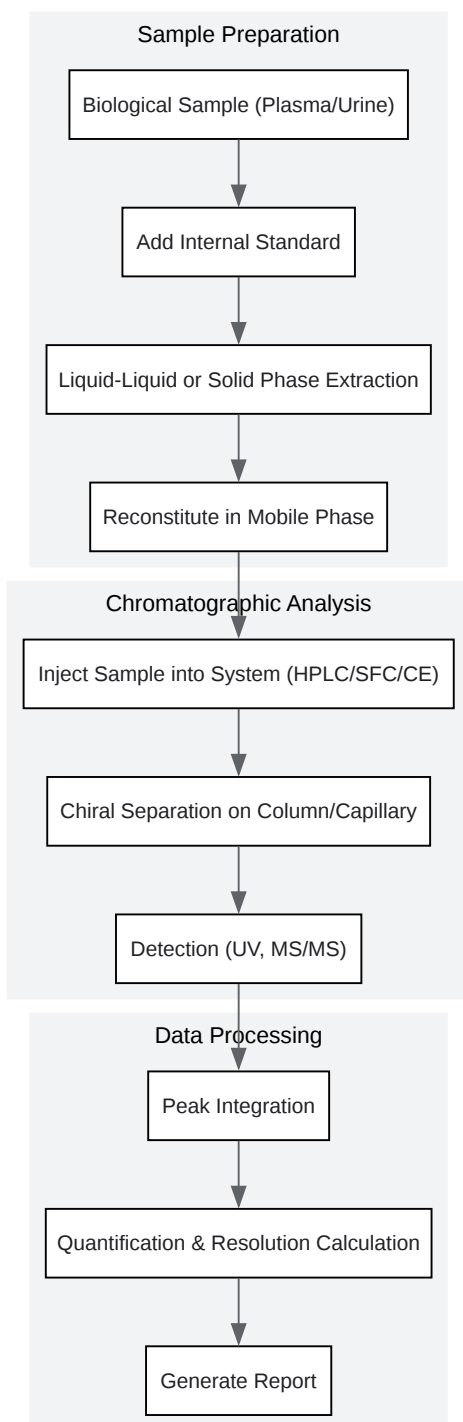 Sample Preparation
Biological Sample (Plasma/Urine)
Add Internal Standard
Liquid-Liquid or Solid Phase Extraction
Reconstitute in Mobile Phase
Chromatographic Analysis
Inject Sample into System (HPLC/SFC/CE)
Chiral Separation on Column/Capillary
Detection (UV, MS/MS)
Data Processing
Peak Integration
Quantification & Resolution Calculation
Generate Report